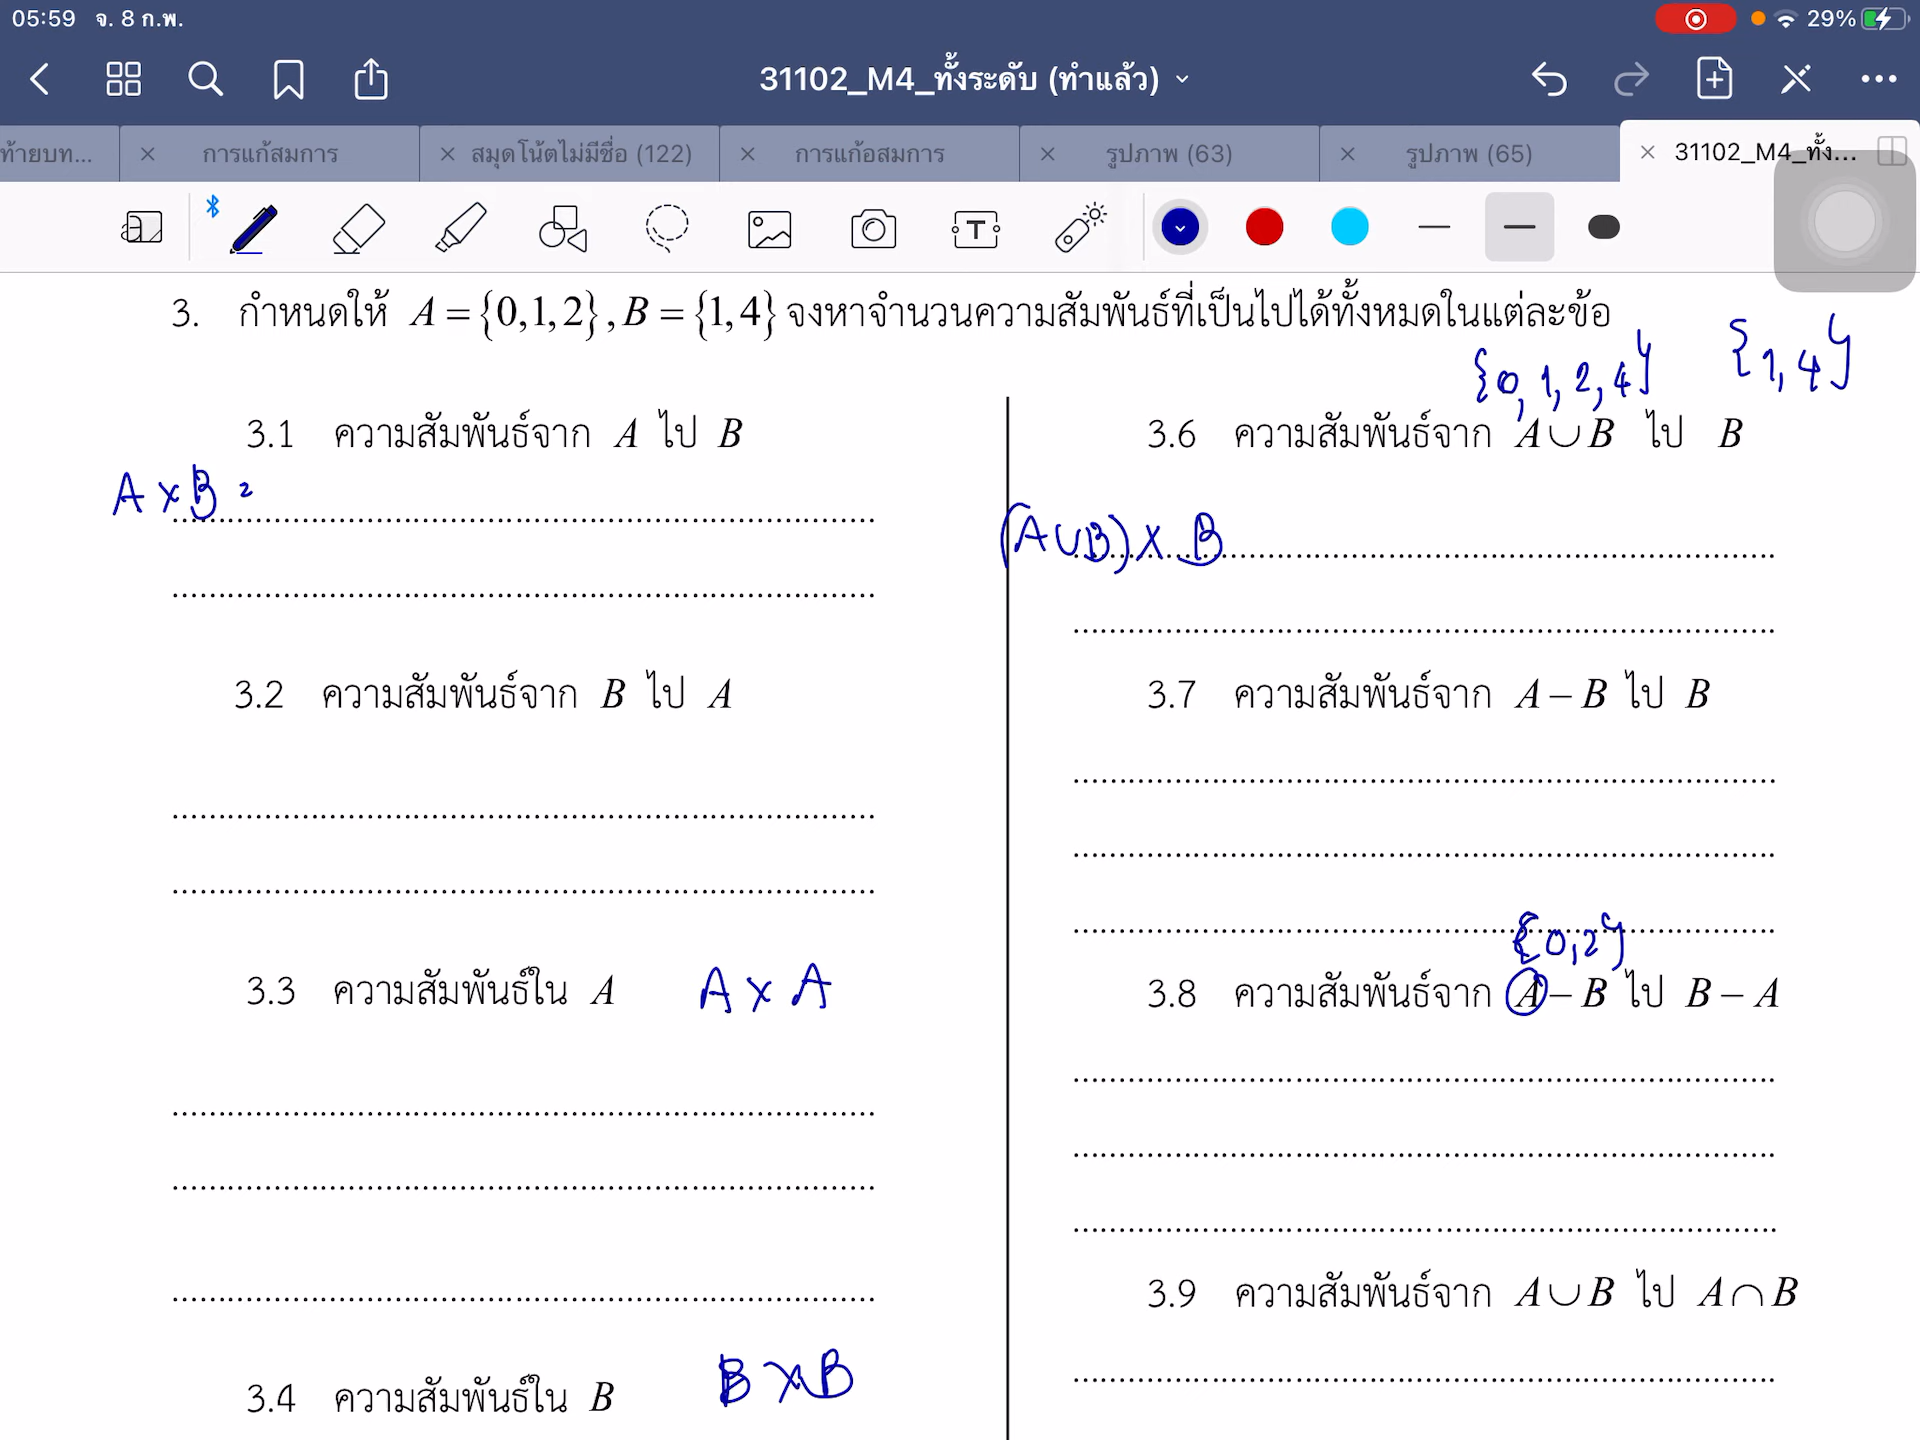 05:59 จ. 8 ก.พ. 29%
31102_M4_ทั้งระดับ (ทำแล้ว)
ท้ายบท... การแก้สมการ สมุดโน้ตไม่มีชื่อ (122) การแก้อสมการ รูปภาพ (63) รูปภาพ (65) 31102_M4_ทั้ง...
3. กำหนดให้ A = {0,1,2}, B = {1,4} จงหาจำนวนความสัมพันธ์ที่เป็นไปได้ทั้งหมดในแต่ละข้อ
3.1 ความสัมพันธ์จาก A ไป B
A × B =
3.2 ความสัมพันธ์จาก B ไป A
3.3 ความสัมพันธ์ใน A A × A
3.4 ความสัมพันธ์ใน B B × B
{0, 1, 2, 4} {1, 4}
3.6 ความสัมพันธ์จาก A ∪ B ไป B
(A ∪ B) × B
3.7 ความสัมพันธ์จาก A – B ไป B
{0, 2}
3.8 ความสัมพันธ์จาก A – B ไป B – A
3.9 ความสัมพันธ์จาก A ∪ B ไป A ∩ B